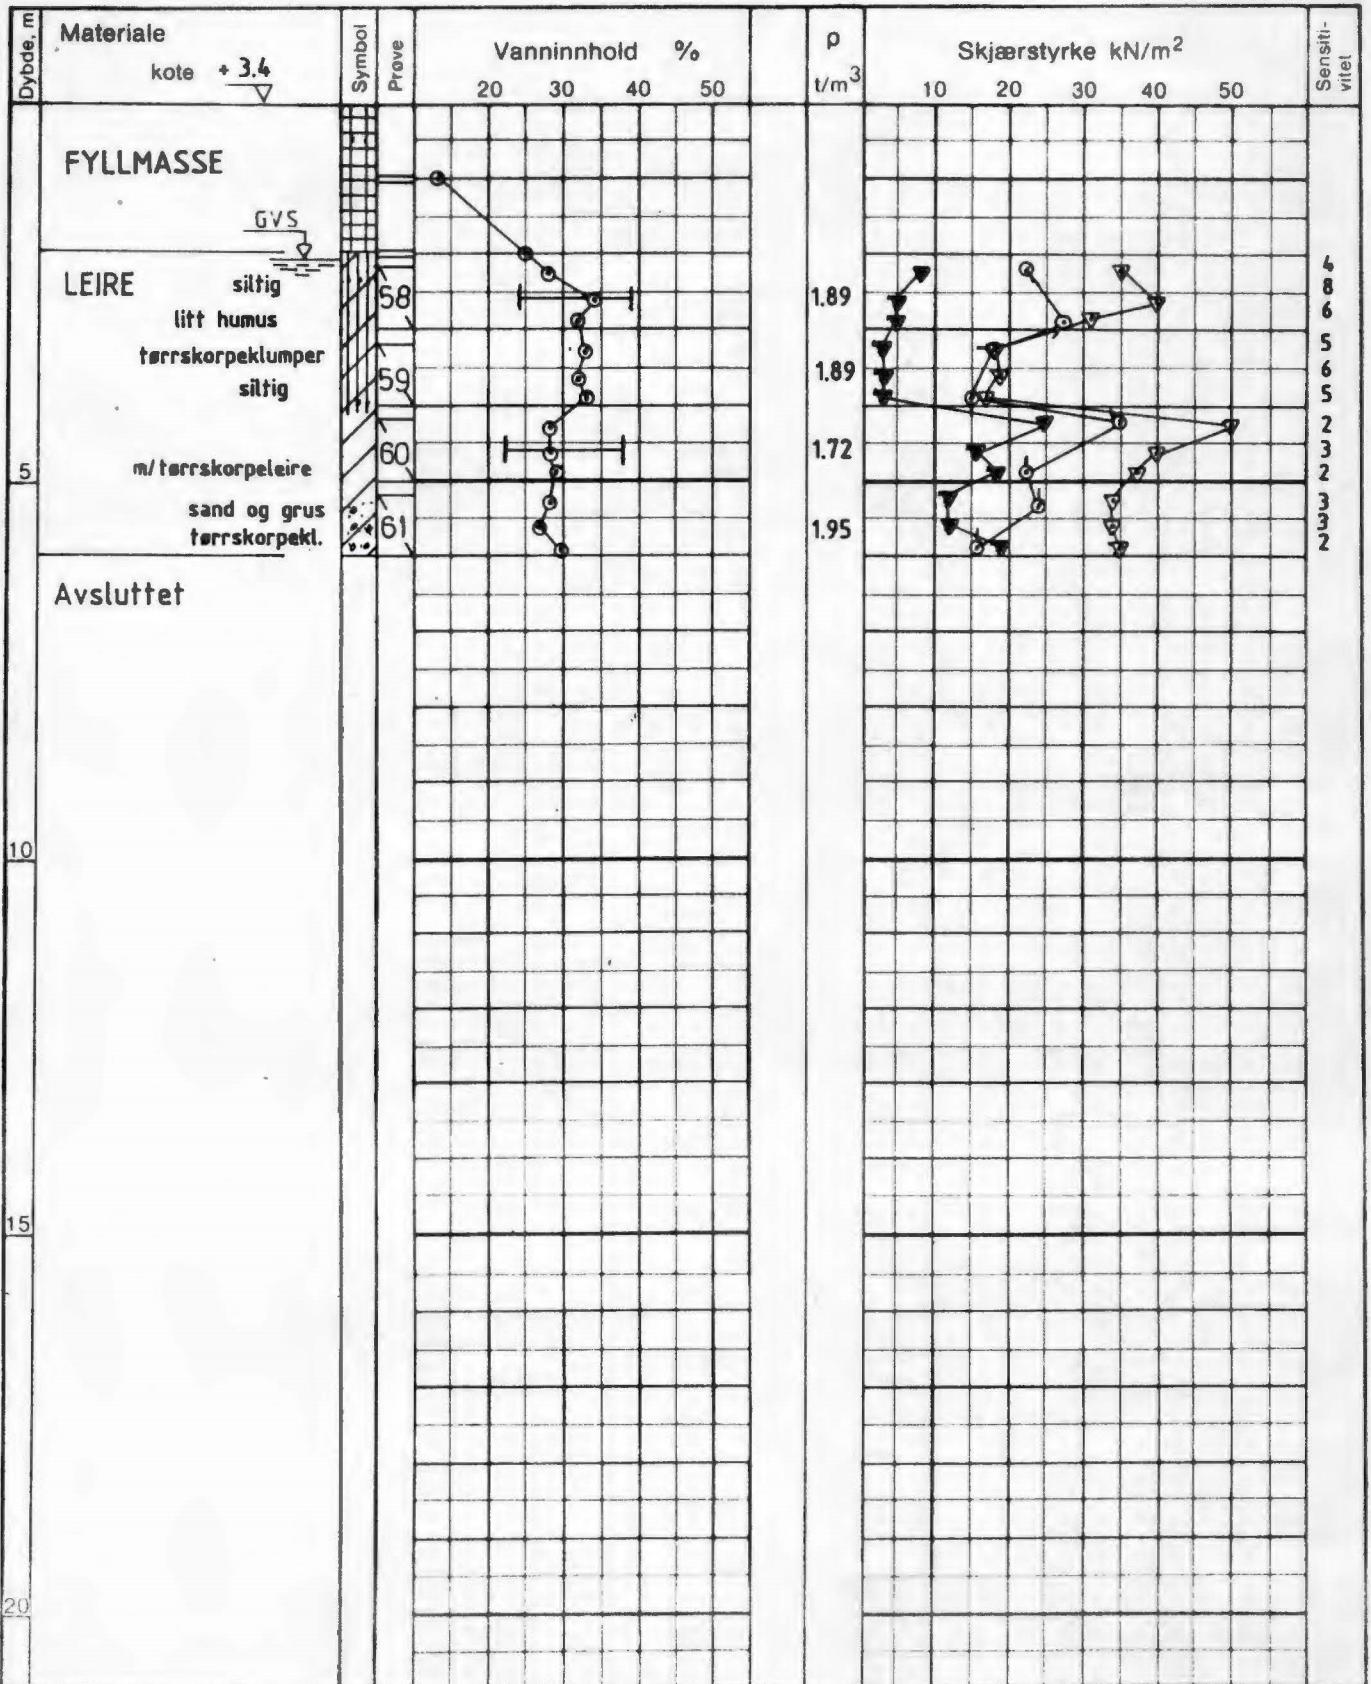 Dybde, m
Materiale
kote + 3.4
Symbol
Prøve
Vanninnhold %
20 30 40 50
ρ
t/m³
Skjærstyrke kN/m²
10 20 30 40 50
Sensiti-
vitet
FYLLMASSE
GVS
LEIRE siltig
litt humus
tørrskorpeklumper
siltig
m/tørrskorpeleire
sand og grus
tørrskorpekl.
Avsluttet
58
59
60
61
1.89
1.89
1.72
1.95
4
8
6
5
6
5
2
3
2
3
3
2
5
10
15
20